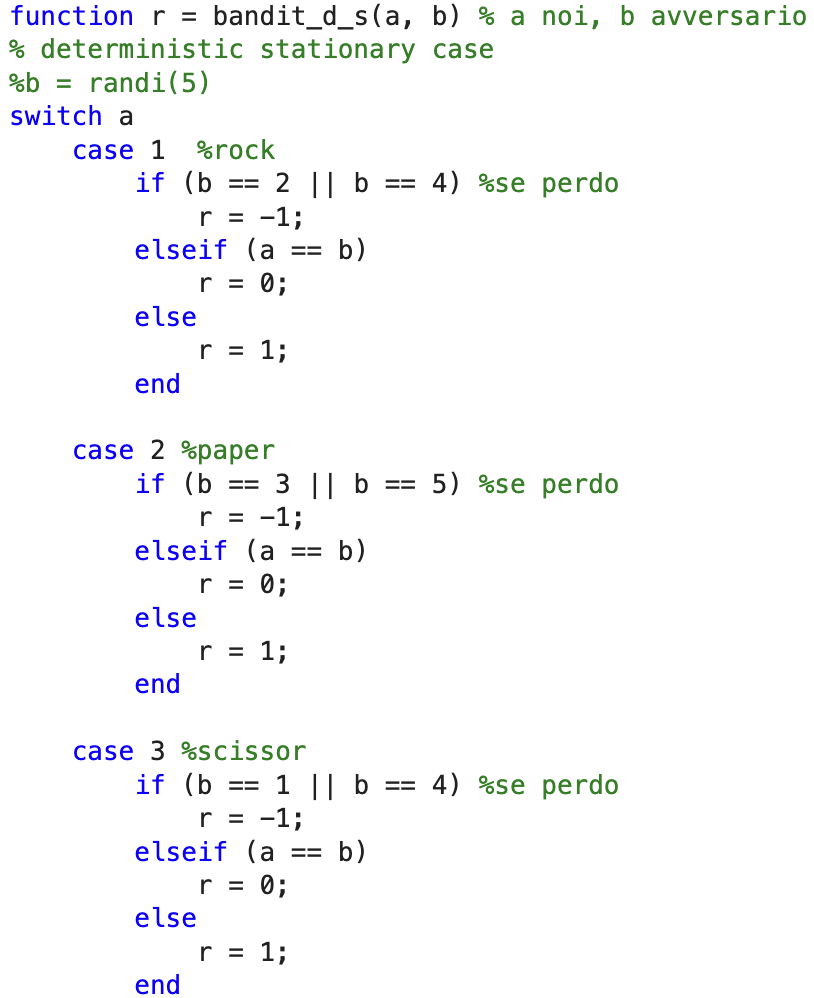 function r = bandit_d_s(a, b) % a noi, b avversario
% deterministic stationary case
%b = randi(5)
switch a
    case 1  %rock
        if (b == 2 || b == 4) %se perdo
            r = -1;
        elseif (a == b)
            r = 0;
        else
            r = 1;
        end

    case 2 %paper
        if (b == 3 || b == 5) %se perdo
            r = -1;
        elseif (a == b)
            r = 0;
        else
            r = 1;
        end

    case 3 %scissor
        if (b == 1 || b == 4) %se perdo
            r = -1;
        elseif (a == b)
            r = 0;
        else
            r = 1;
        end